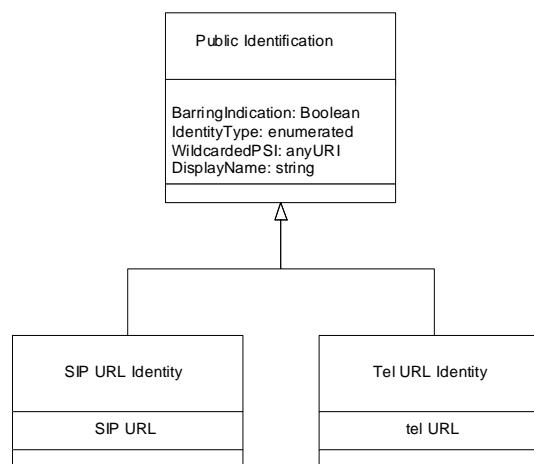 Public Identification
BarringIndication: Boolean
IdentityType: enumerated
WildcardedPSI: anyURI
DisplayName: string
SIP URL Identity
Tel URL Identity
SIP URL
tel URL